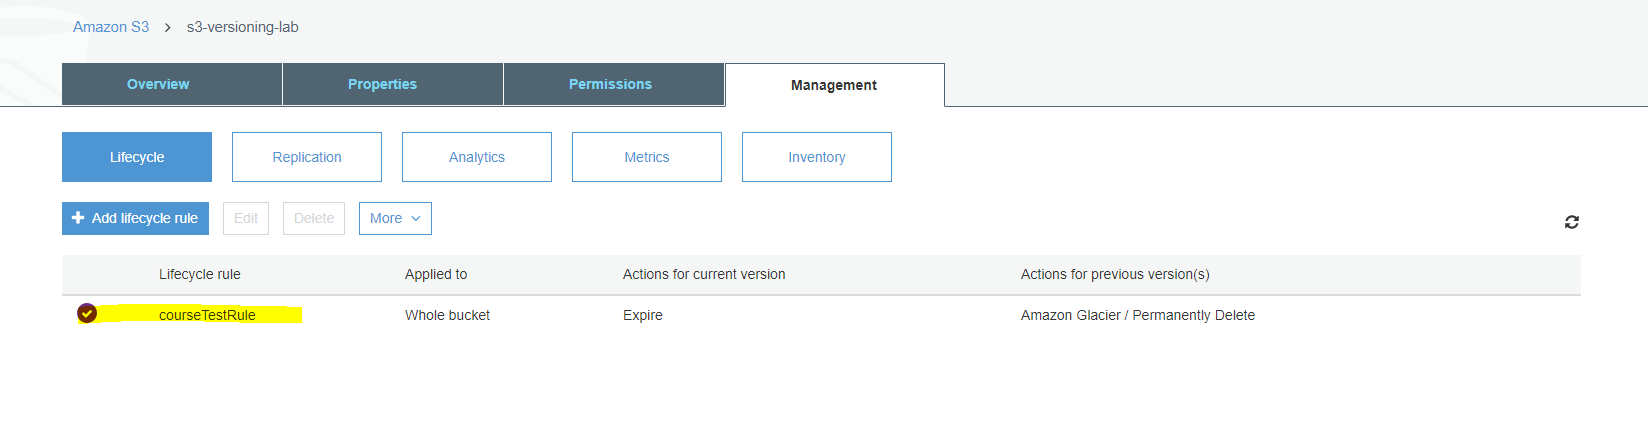 Amazon S3 > s3-versioning-lab
Overview Properties Permissions Management
Lifecycle Replication Analytics Metrics Inventory
Add lifecycle rule Edit Delete More
Lifecycle rule Applied to Actions for current version Actions for previous version(s)
courseTestRule Whole bucket Expire Amazon Glacier / Permanently Delete